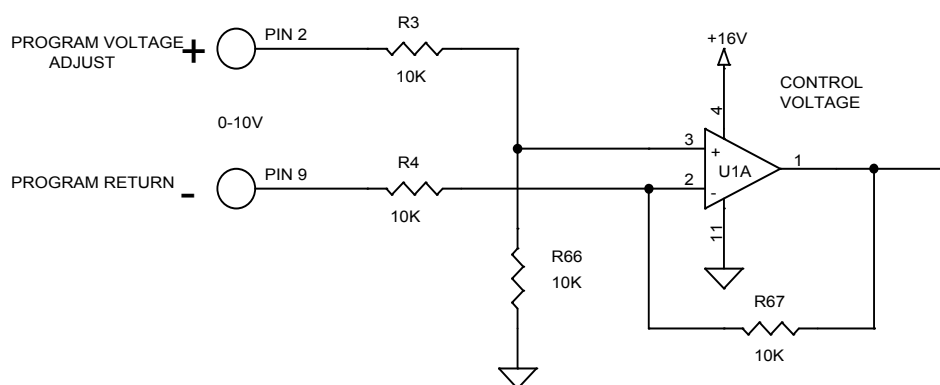 R3
PIN 2
PROGRAM VOLTAGE
ADJUST
+
10K
+16V
4
CONTROL
VOLTAGE
0-10V
3
+
U1A
1
R4
PIN 9
PROGRAM RETURN
-
2
-
10K
11
R66
10K
R67
10K